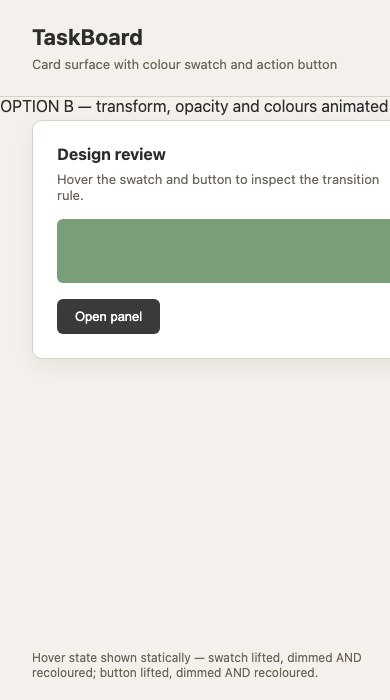 TaskBoard
Card surface with colour swatch and action button
OPTION B — transform, opacity and colours animated
Design review
Hover the swatch and button to inspect the transition
rule.
Open panel
Hover state shown statically — swatch lifted, dimmed AND
recoloured; button lifted, dimmed AND recoloured.